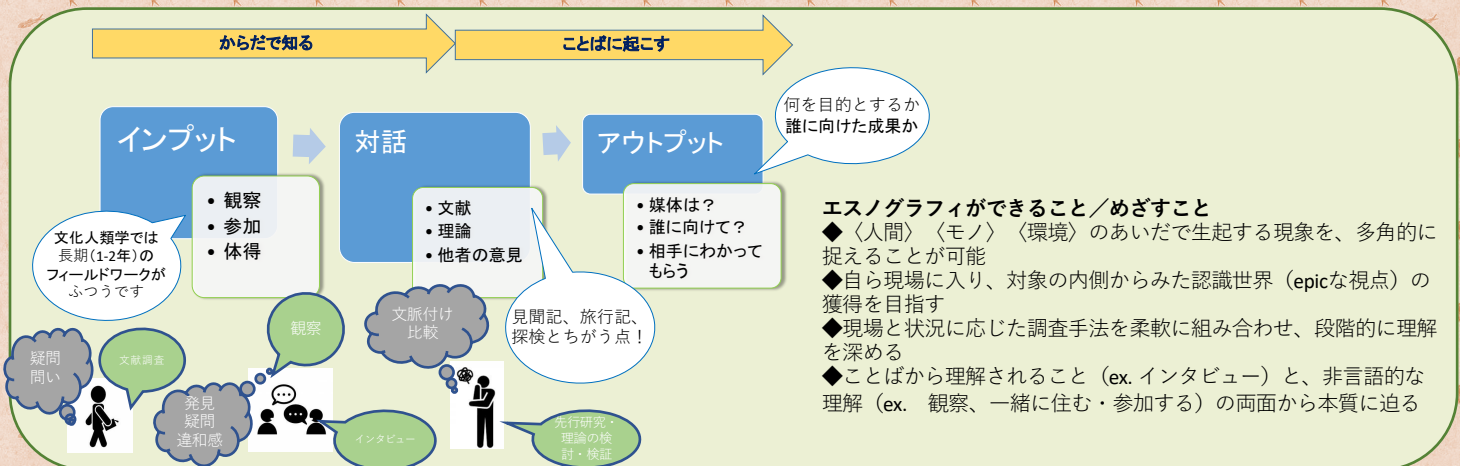 からだで知る
ことばに起こす
インプット
対話
アウトプット
何を目的とするか
誰に向けた成果か
• 観察
• 参加
• 体得
• 文献
• 理論
• 他者の意見
• 媒体は？
• 誰に向けて？
• 相手にわかって
もらう
文化人類学では
長期(1-2年)の
フィールドワークが
ふつうです
見聞記、旅行記、
探検とちがう点！
疑問
問い
文献調査
発見
疑問
違和感
観察
インタビュー
文脈付け
比較
先行研究・
理論の検
討・検証
エスノグラフィができること／めざすこと
◆〈人間〉〈モノ〉〈環境〉のあいだで生起する現象を、多角的に
捉えることが可能
◆自ら現場に入り、対象の内側からみた認識世界（epicな視点）の
獲得を目指す
◆現場と状況に応じた調査手法を柔軟に組み合わせ、段階的に理解
を深める
◆ことばから理解されること（ex. インタビュー）と、非言語的な
理解（ex.　観察、一緒に住む・参加する）の両面から本質に迫る